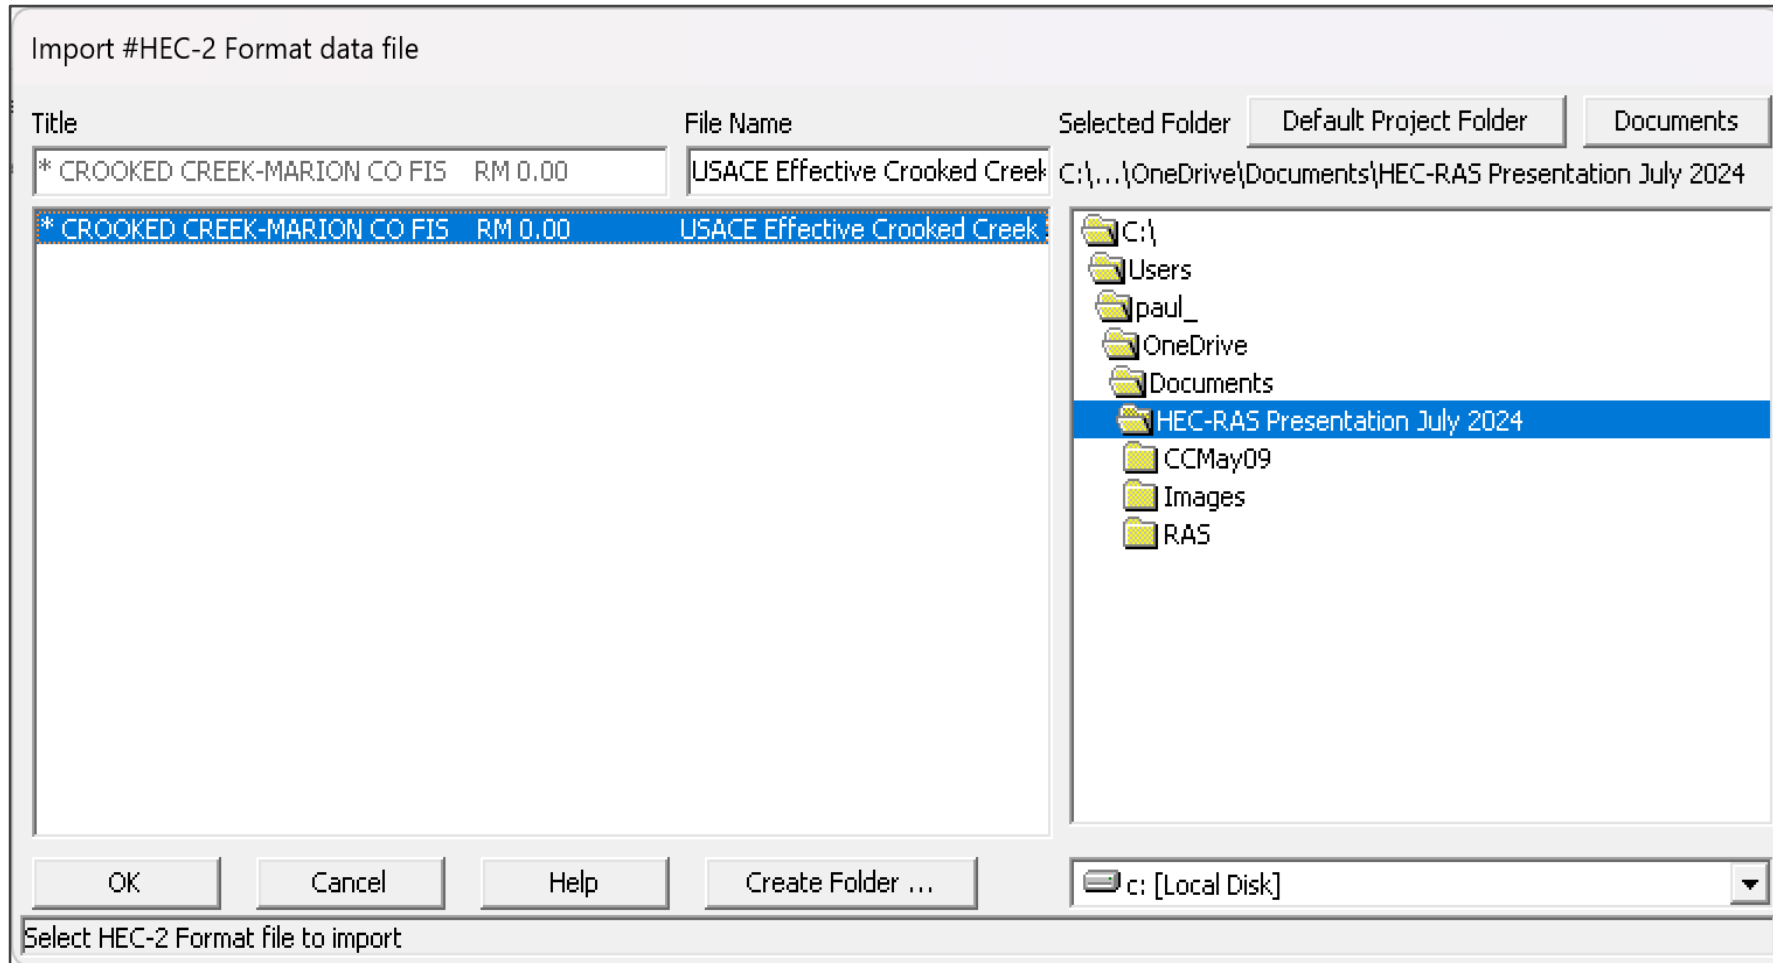 Import #HEC-2 Format data file
Title File Name Selected Folder Default Project Folder Documents
* CROOKED CREEK-MARION CO FIS RM 0.00 USACE Effective Crooked Creek C:\...\OneDrive\Documents\HEC-RAS Presentation July 2024
* CROOKED CREEK-MARION CO FIS RM 0.00 USACE Effective Crooked Creek
C:\
Users
paul_
OneDrive
Documents
HEC-RAS Presentation July 2024
CCMay09
Images
RAS
OK Cancel Help Create Folder ... c: [Local Disk]
Select HEC-2 Format file to import